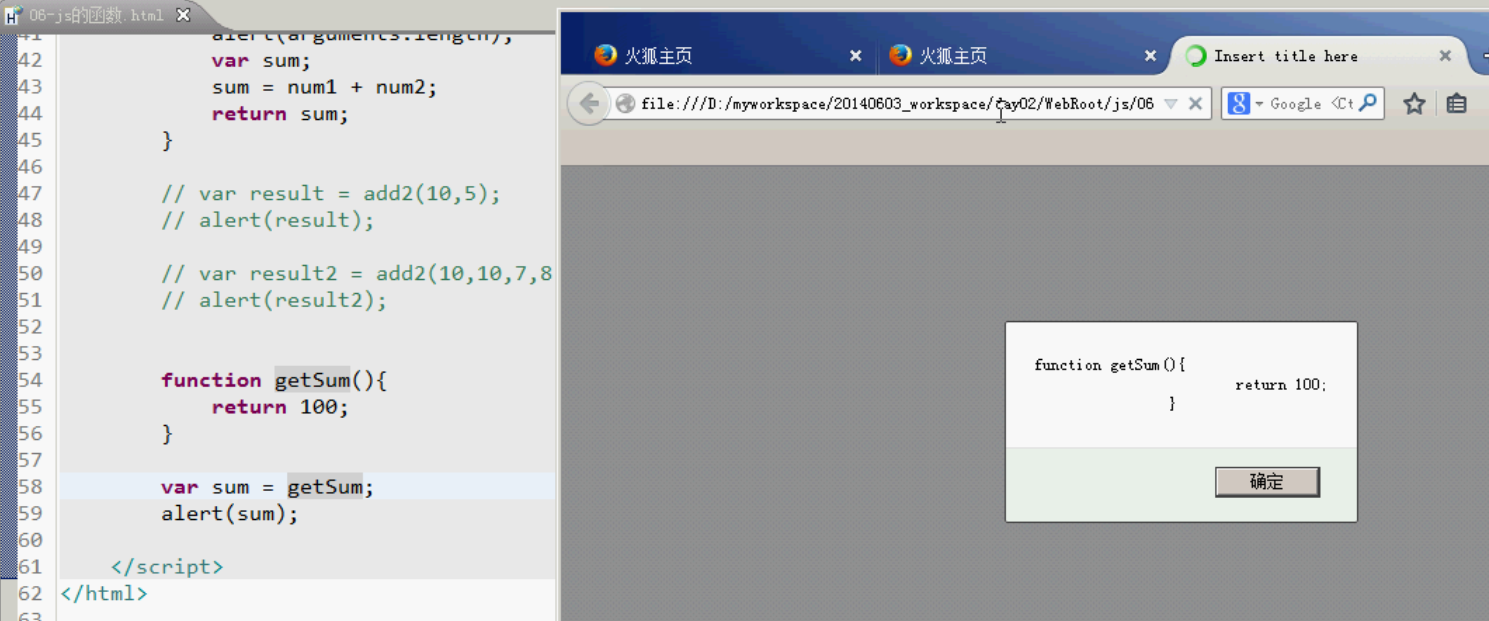 06-js的函数.html
41 alert(arguments.length);
42 var sum;
43 sum = num1 + num2;
44 return sum;
45 }
46
47 // var result = add2(10,5);
48 // alert(result);
49
50 // var result2 = add2(10,10,7,8
51 // alert(result2);
52
53
54 function getSum(){
55 return 100;
56 }
57
58 var sum = getSum;
59 alert(sum);
60
61 </script>
62 </html>
63
火狐主页
火狐主页
Insert title here
file:///D:/myworkspace/20140603_workspace/day02/WebRoot/js/06
8 Google <Ct
function getSum(){
return 100;
}
确定